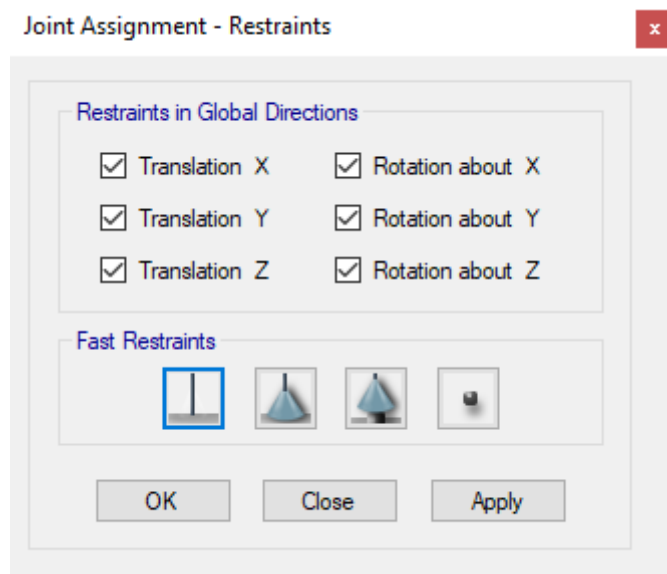 Joint Assignment - Restraints
x
Restraints in Global Directions
Translation X
Rotation about X
Translation Y
Rotation about Y
Translation Z
Rotation about Z
Fast Restraints
OK
Close
Apply